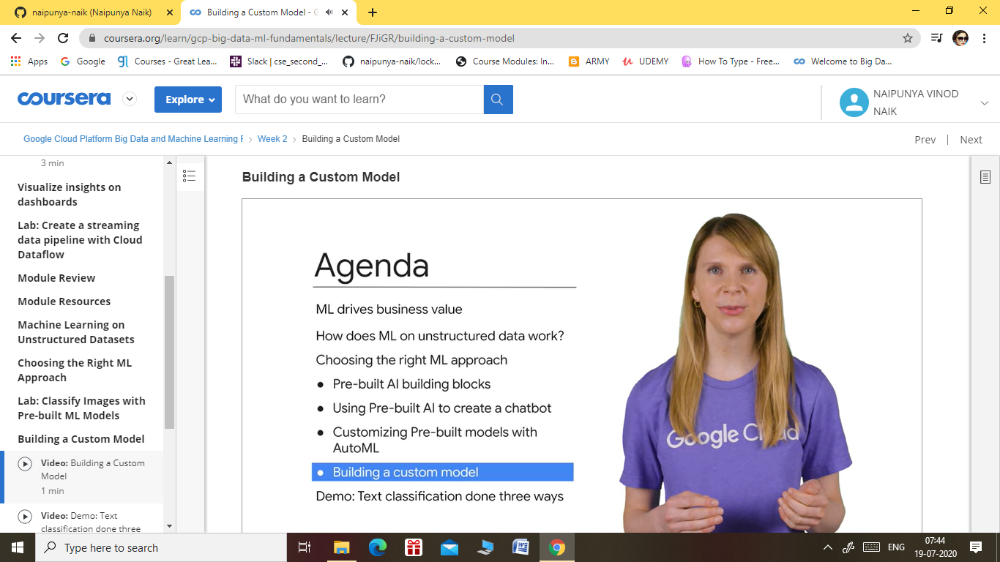 naipunya-naik (Naipunya Naik)
Building a Custom Model - G
coursera.org/learn/gcp-big-data-ml-fundamentals/lecture/FJiGR/building-a-custom-model
Apps
Google
Courses - Great Lea...
Slack | cse_second_...
naipunya-naik/lock...
Course Modules: In...
ARMY
UDEMY
How To Type - Free...
Welcome to Big Da...
coursera
Explore
What do you want to learn?
NAIPUNYA VINOD
NAIK
Google Cloud Platform Big Data and Machine Learning F
Week 2
Building a Custom Model
Prev
Next
3 min
Visualize insights on
dashboards
Lab: Create a streaming
data pipeline with Cloud
Dataflow
Module Review
Module Resources
Machine Learning on
Unstructured Datasets
Choosing the Right ML
Approach
Lab: Classify Images with
Pre-built ML Models
Building a Custom Model
Video: Building a Custom
Model
1 min
Video: Demo: Text
classification done three
Building a Custom Model
Agenda
ML drives business value
How does ML on unstructured data work?
Choosing the right ML approach
● Pre-built AI building blocks
● Using Pre-built AI to create a chatbot
● Customizing Pre-built models with
AutoML
● Building a custom model
Demo: Text classification done three ways
Google Cloud
Type here to search
ENG
07:44
19-07-2020